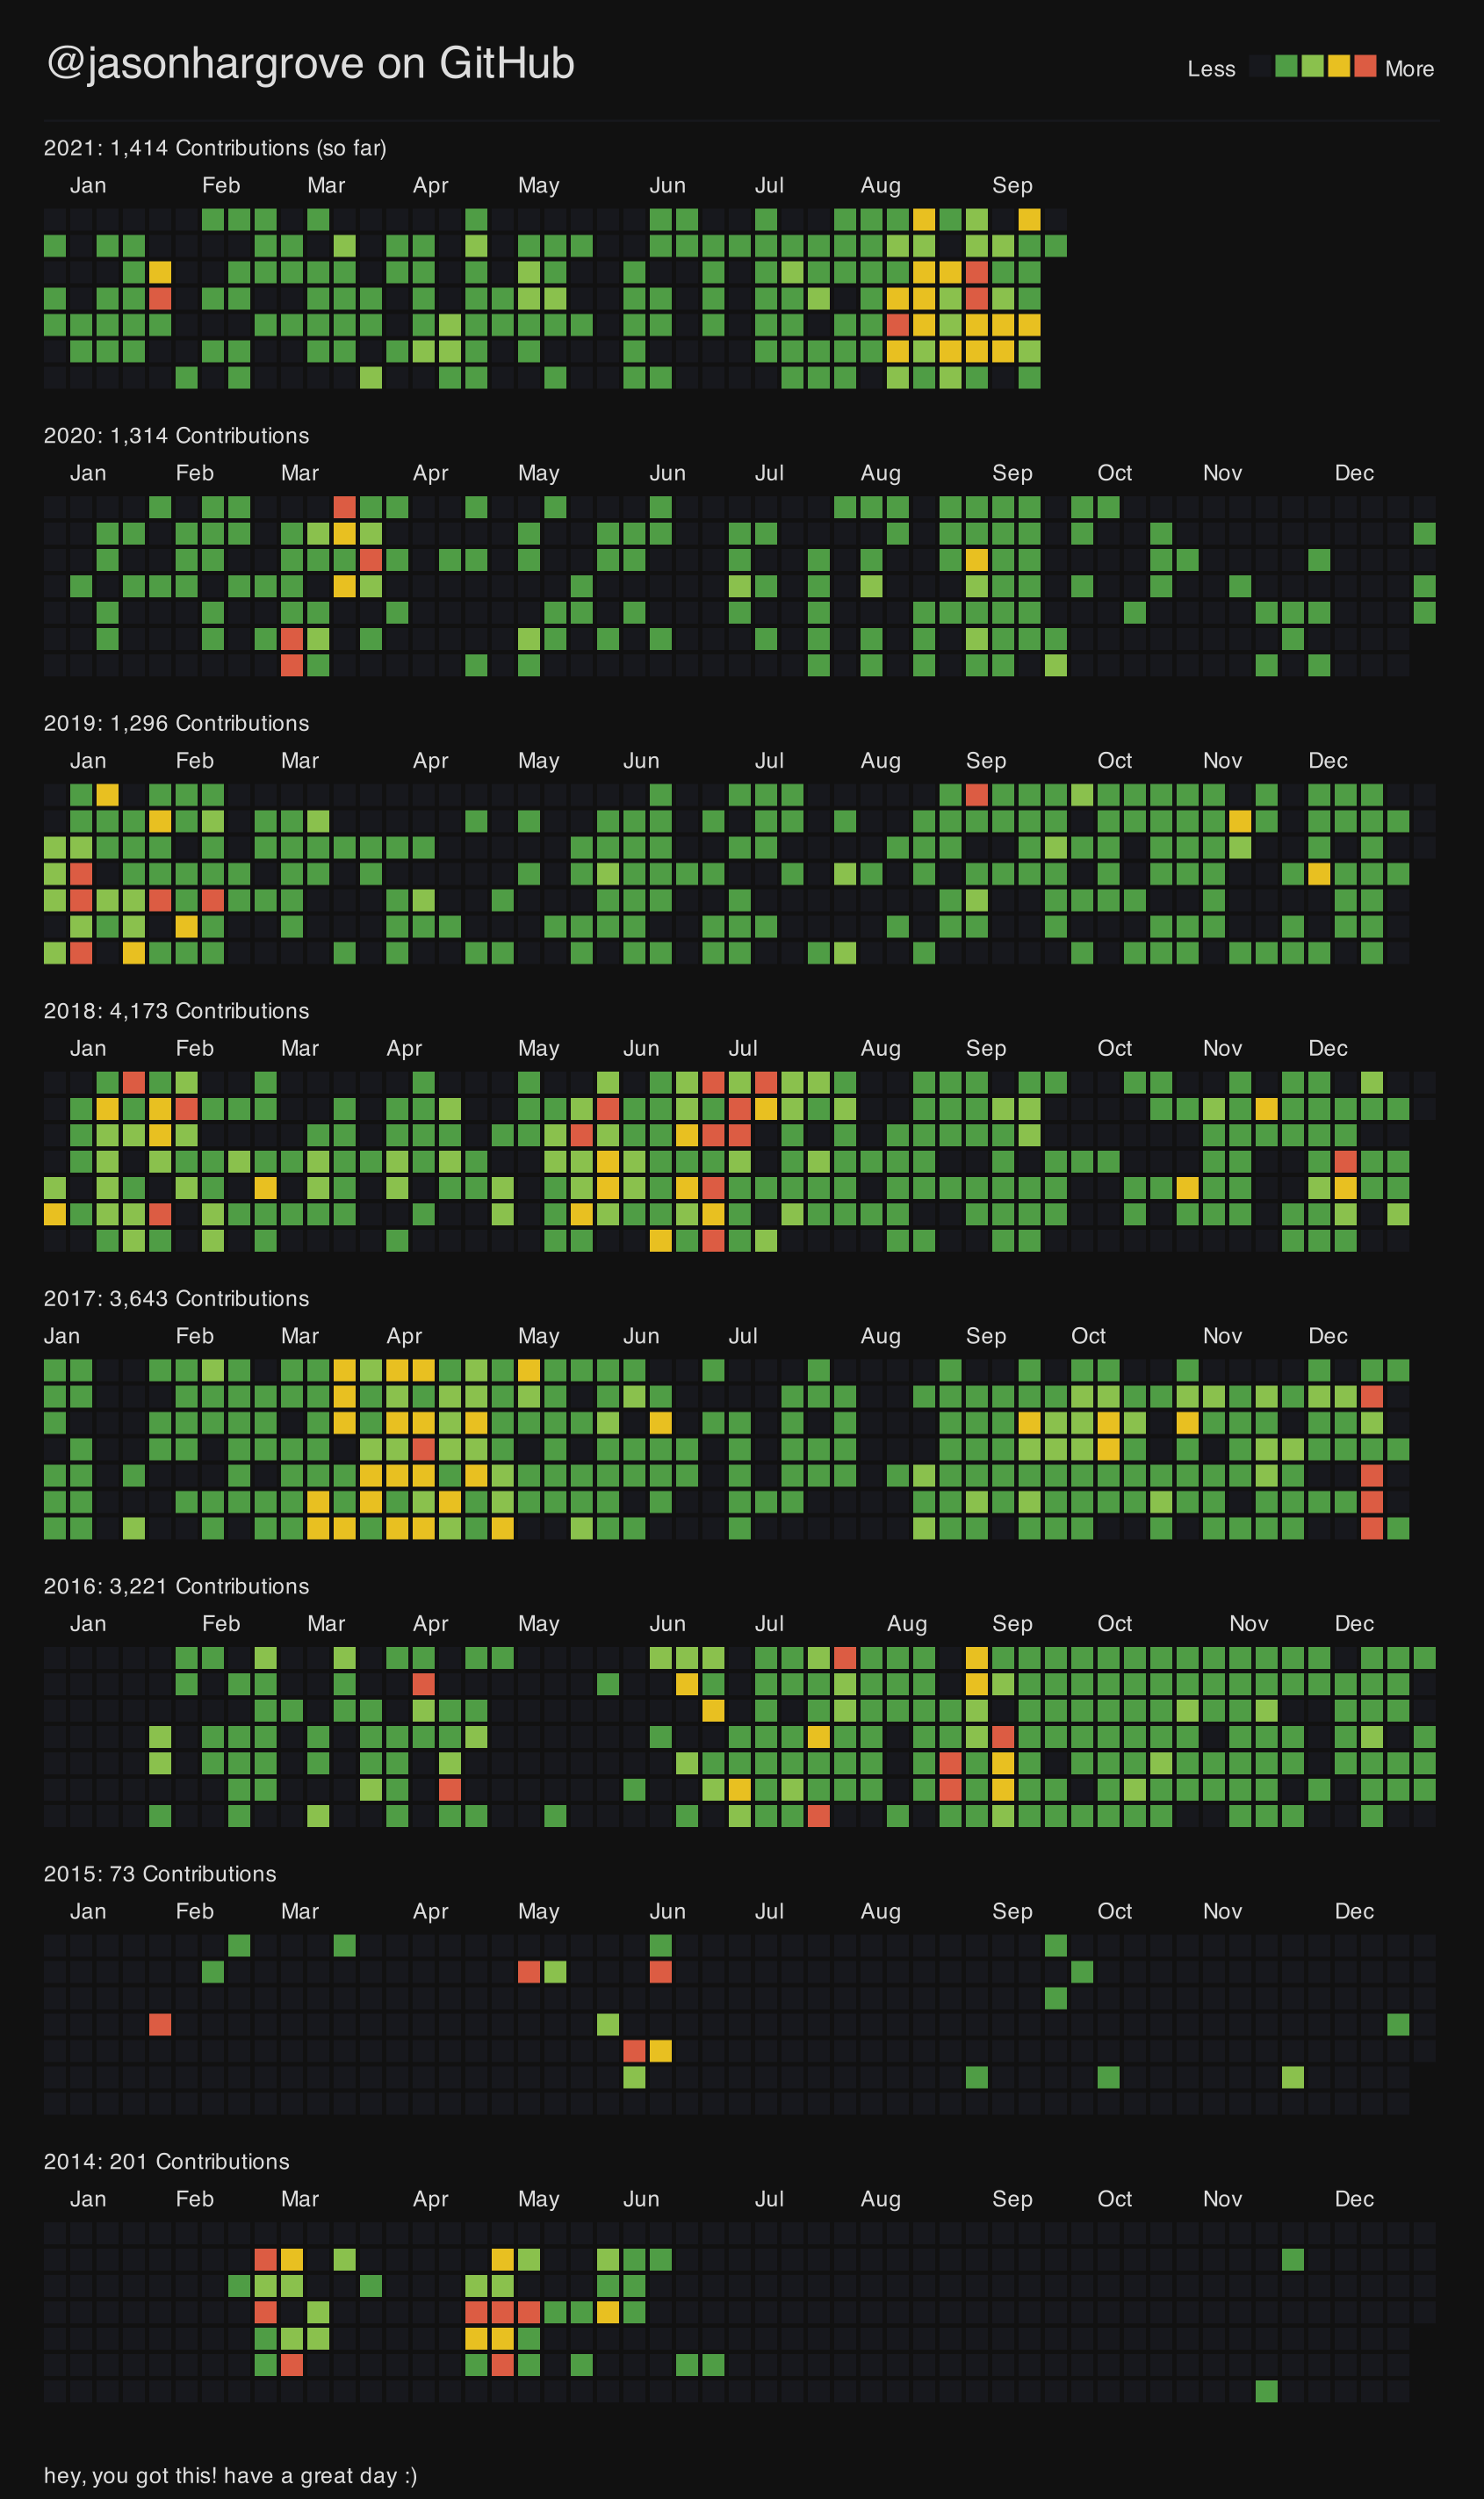 @jasonhargrove on GitHub
Less More
2021: 1,414 Contributions (so far)
Jan Feb Mar Apr May Jun Jul Aug Sep
2020: 1,314 Contributions
Jan Feb Mar Apr May Jun Jul Aug Sep Oct Nov Dec
2019: 1,296 Contributions
Jan Feb Mar Apr May Jun Jul Aug Sep Oct Nov Dec
2018: 4,173 Contributions
Jan Feb Mar Apr May Jun Jul Aug Sep Oct Nov Dec
2017: 3,643 Contributions
Jan Feb Mar Apr May Jun Jul Aug Sep Oct Nov Dec
2016: 3,221 Contributions
Jan Feb Mar Apr May Jun Jul Aug Sep Oct Nov Dec
2015: 73 Contributions
Jan Feb Mar Apr May Jun Jul Aug Sep Oct Nov Dec
2014: 201 Contributions
Jan Feb Mar Apr May Jun Jul Aug Sep Oct Nov Dec
hey, you got this! have a great day :)